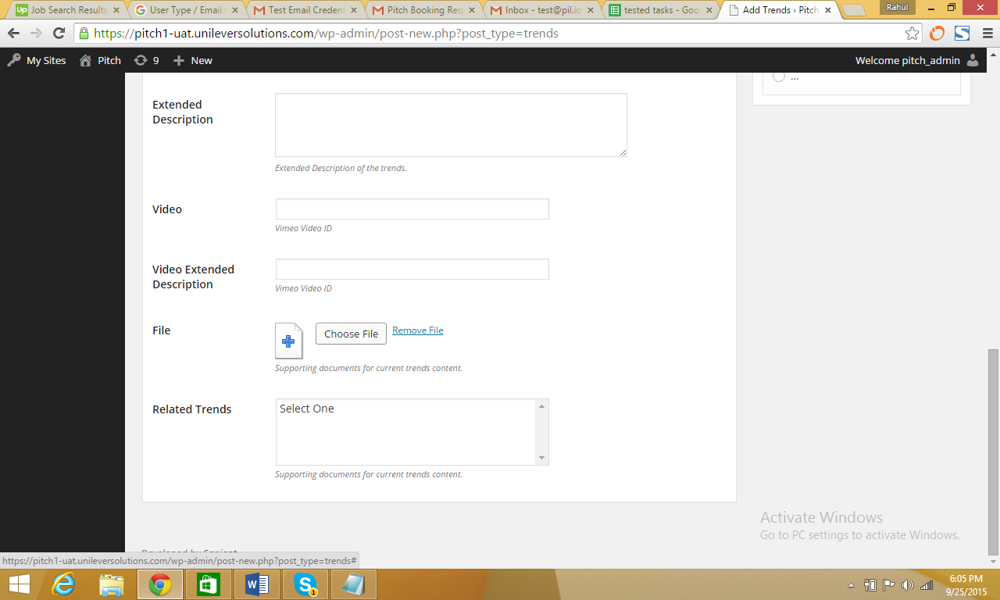 Up Job Search Results
User Type / Email
Test Email Creden
Pitch Booking Req
Inbox - test@pil.io
tested tasks - Goo
Add Trends ‹ Pitch
Rahul
https://pitch1-uat.unileversolutions.com/wp-admin/post-new.php?post_type=trends
My Sites Pitch 9 New
Welcome pitch_admin
...
Extended
Description
Extended Description of the trends.
Video
Vimeo Video ID
Video Extended
Description
Vimeo Video ID
File
Choose File Remove File
Supporting documents for current trends content.
Related Trends
Select One
Supporting documents for current trends content.
Activate Windows
Go to PC settings to activate Windows.
Developed by Sapient
https://pitch1-uat.unileversolutions.com/wp-admin/post-new.php?post_type=trends#
1
6:05 PM
9/25/2015